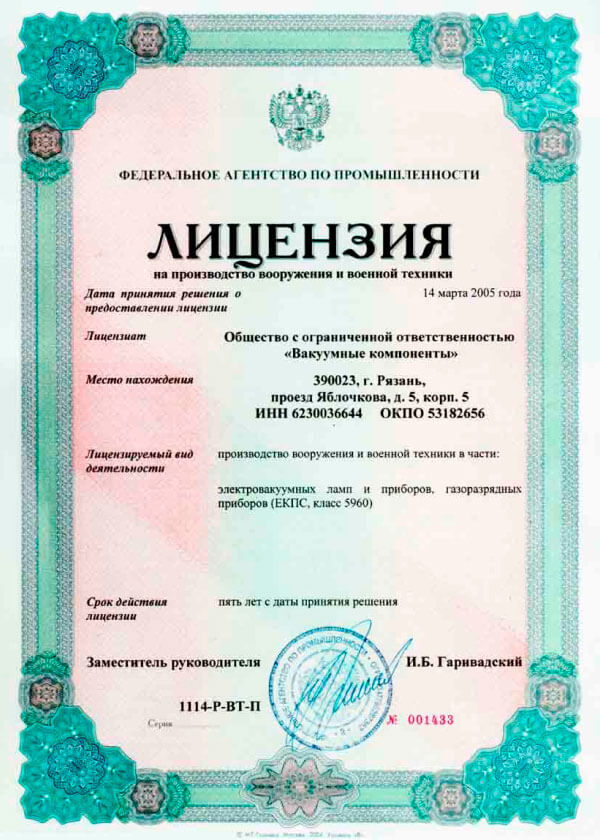 ФЕДЕРАЛЬНОЕ АГЕНТСТВО ПО ПРОМЫШЛЕННОСТИ
ЛИЦЕНЗИЯ
на производство вооружения и военной техники
Дата принятия решения о
предоставлении лицензии
14 марта 2005 года
Лицензиат
Общество с ограниченной ответственностью
«Вакуумные компоненты»
Место нахождения
390023, г. Рязань,
проезд Яблочкова, д. 5, корп. 5
ИНН 6230036644 ОКПО 53182656
Лицензируемый вид
деятельности
производство вооружения и военной техники в части:
электровакуумных ламп и приборов, газоразрядных
приборов (ЕКПС, класс 5960)
Срок действия
лицензии
пять лет с даты принятия решения
Заместитель руководителя
И.Б. Гаривадский
1114-Р-ВТ-П
Серия
№ 001433